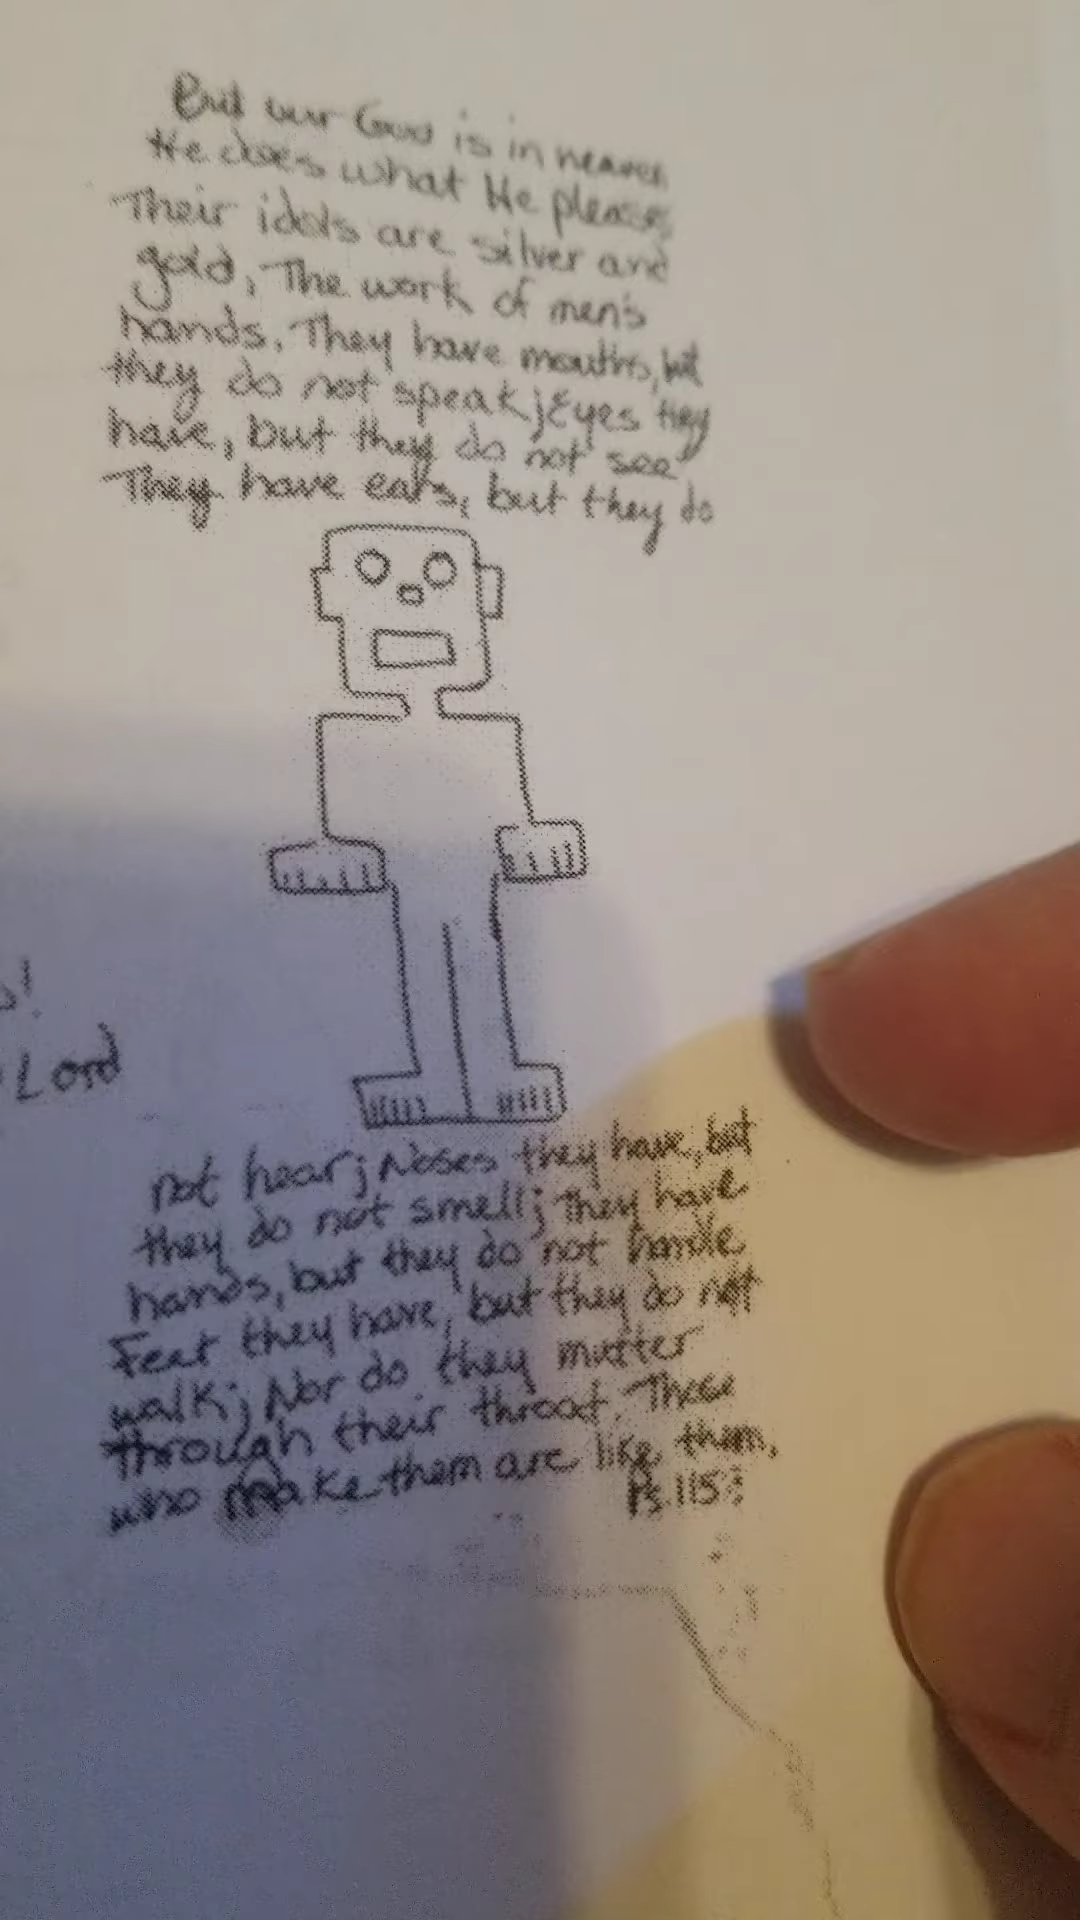 But our God is in heaven
He does what He pleases
Their idols are silver and
gold, The work of men's
hands. They have mouths, but
they do not speak; Eyes they
have, but they do not see
They have ears, but they do
Lord
not hear; Noses they have, but
they do not smell; they have
hands, but they do not handle
Feet they have, but they do not
walk; Nor do they mutter
through their throat. Those
who make them are like them,
Ps. 115: